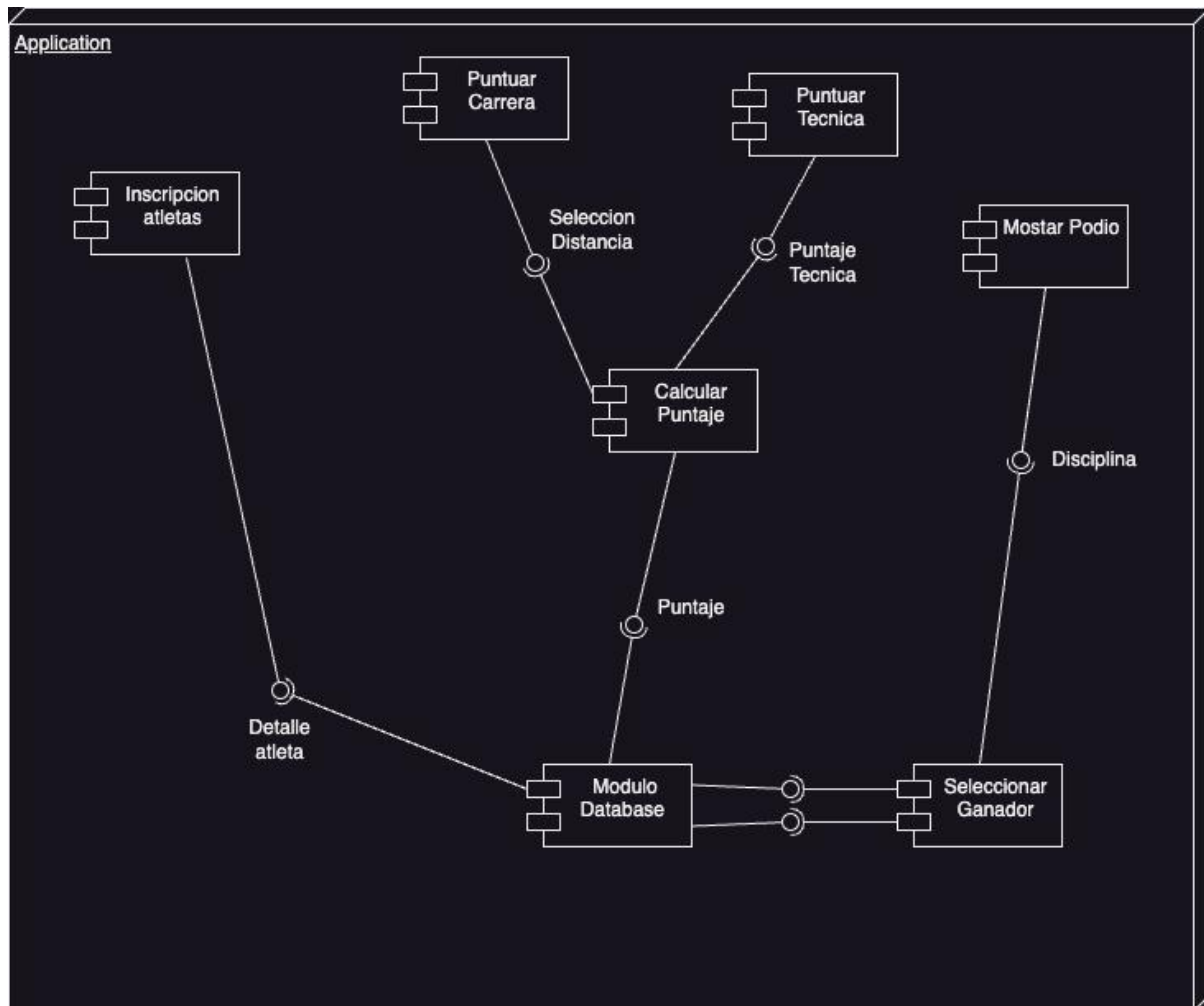 Application
Puntuar
Carrera
Puntuar
Tecnica
Inscripcion
atletas
Seleccion
Distancia
Puntaje
Tecnica
Mostar Podio
Calcular
Puntaje
Disciplina
Puntaje
Detalle
atleta
Modulo
Database
Seleccionar
Ganador